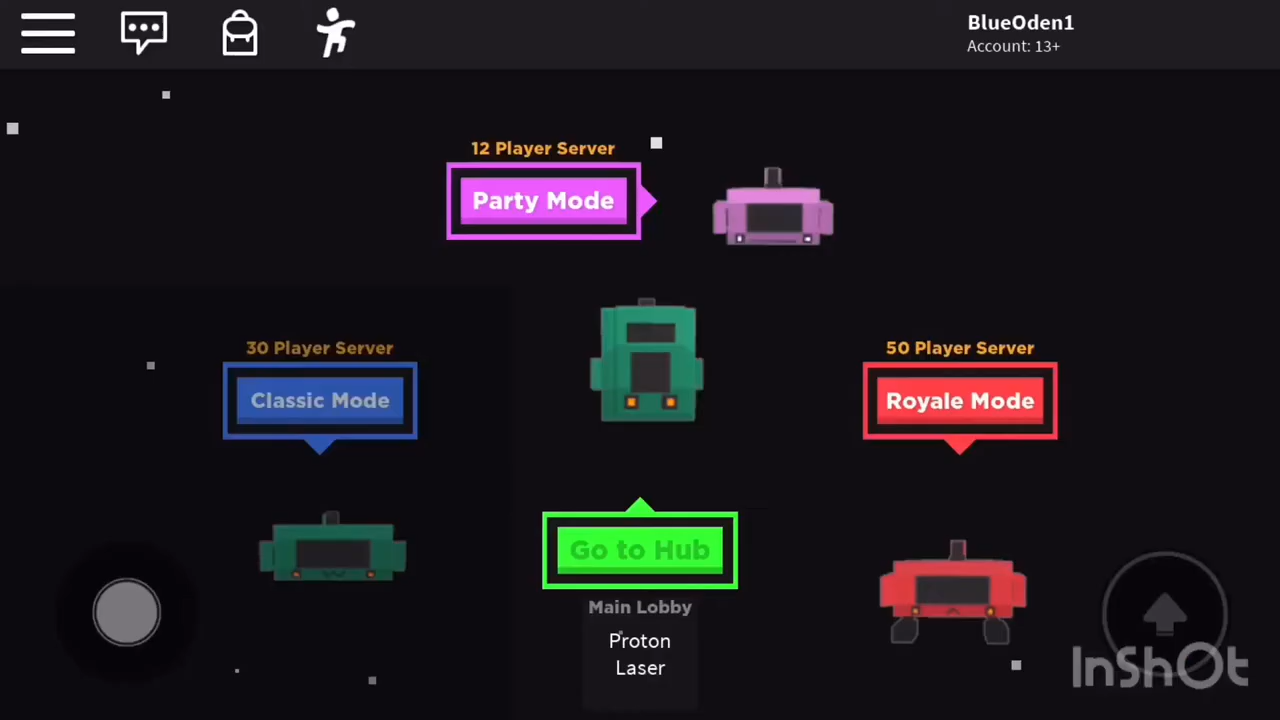 BlueOden1
Account: 13+
12 Player Server
Party Mode
30 Player Server
Classic Mode
50 Player Server
Royale Mode
Go to Hub
Main Lobby
Proton
Laser
InShOt